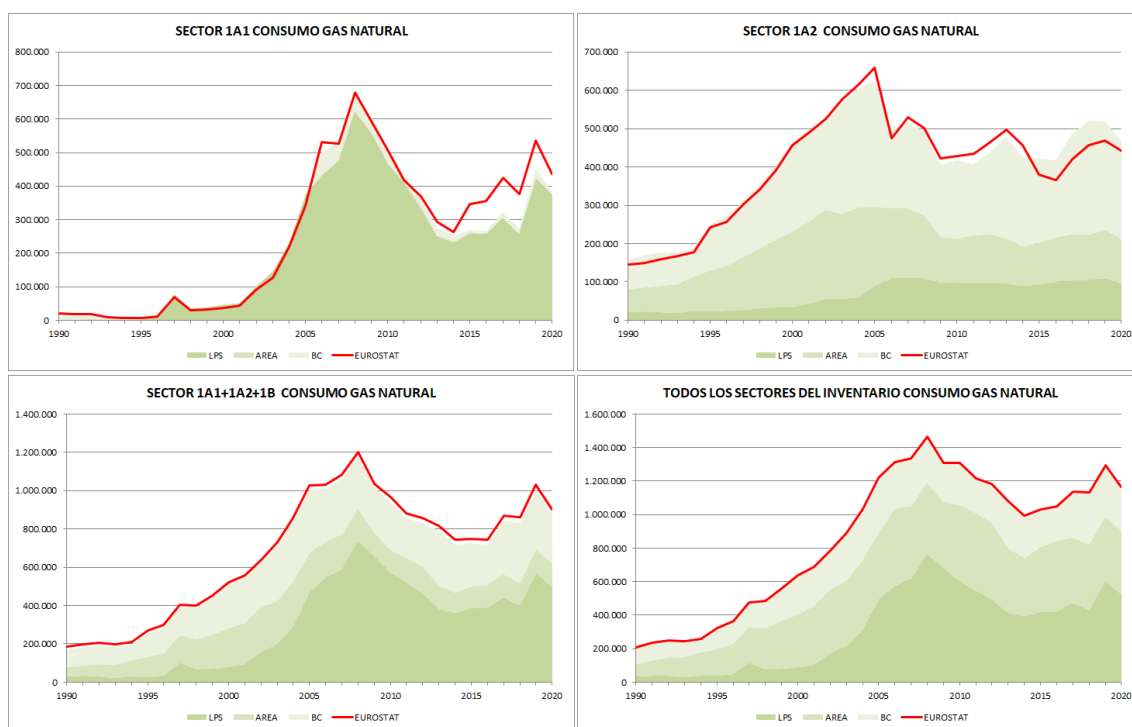 SECTOR 1A1 CONSUMO GAS NATURAL
800.000
700.000
600.000
500.000
400.000
300.000
200.000
100.000
0
1990 1995 2000 2005 2010 2015 2020
LPS AREA BC EUROSTAT
SECTOR 1A2 CONSUMO GAS NATURAL
700.000
600.000
500.000
400.000
300.000
200.000
100.000
0
1990 1995 2000 2005 2010 2015 2020
LPS AREA BC EUROSTAT
SECTOR 1A1+1A2+1B CONSUMO GAS NATURAL
1.400.000
1.200.000
1.000.000
800.000
600.000
400.000
200.000
0
1990 1995 2000 2005 2010 2015 2020
LPS AREA BC EUROSTAT
TODOS LOS SECTORES DEL INVENTARIO CONSUMO GAS NATURAL
1.600.000
1.400.000
1.200.000
1.000.000
800.000
600.000
400.000
200.000
0
1990 1995 2000 2005 2010 2015 2020
LPS AREA BC EUROSTAT